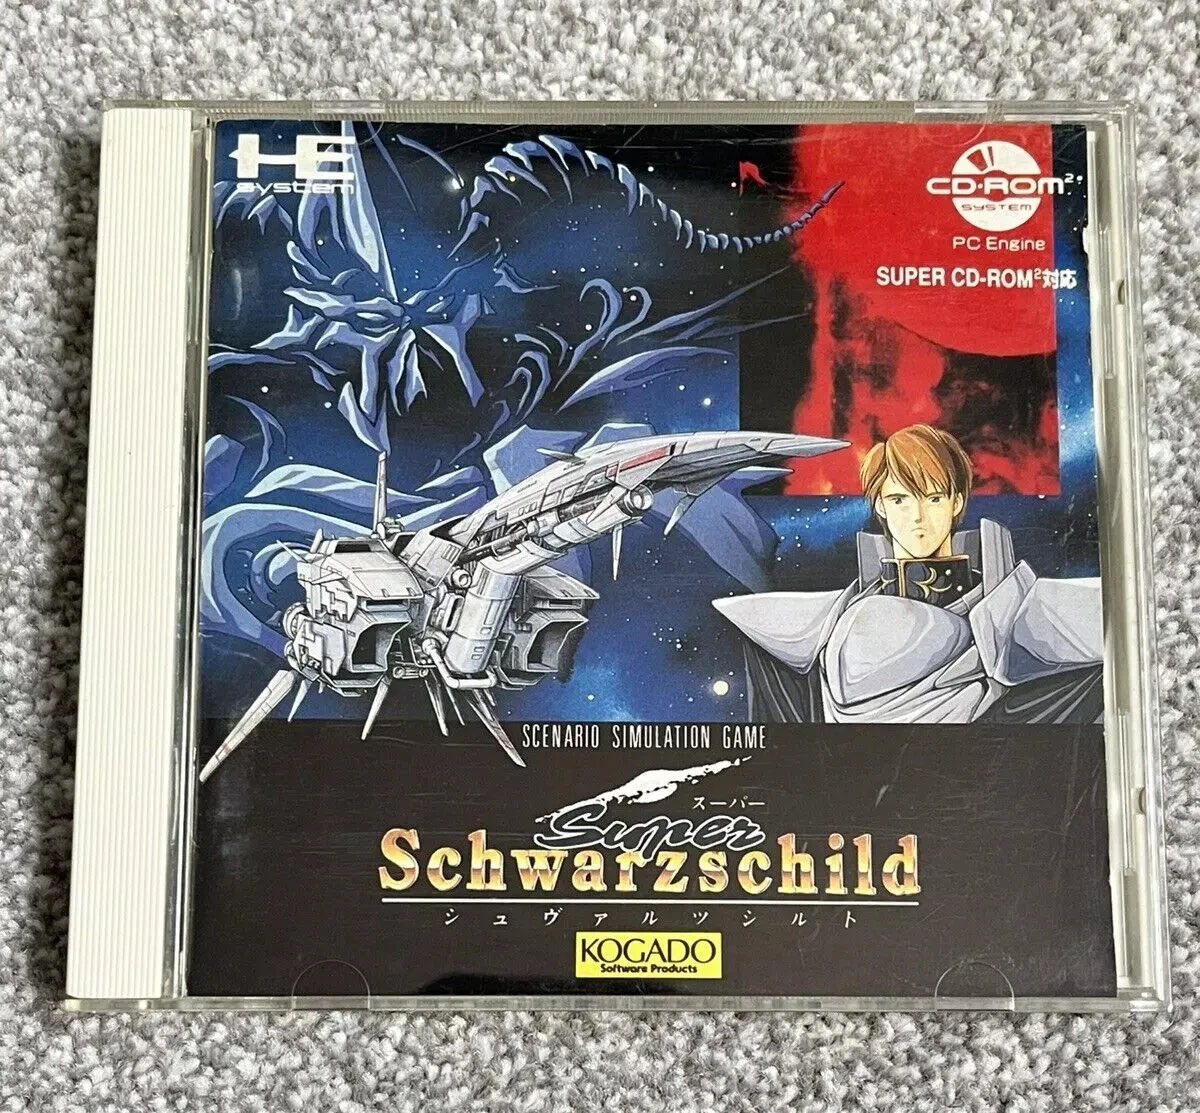 HE
system
CD-ROM²
SYSTEM
PC Engine
SUPER CD-ROM²対応
SCENARIO SIMULATION GAME
スーパー
Super
Schwarzschild
シュヴァルツシルト
KOGADO
Software Products